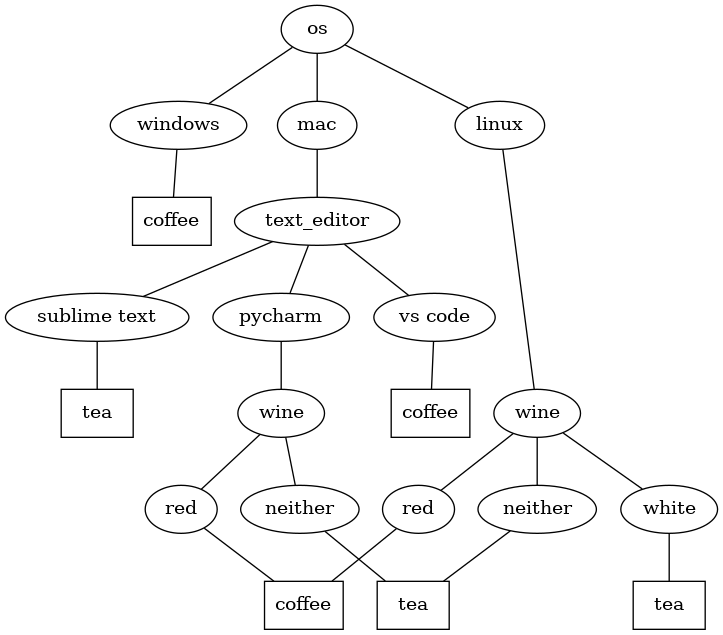 os
windows
mac
linux
coffee
text_editor
sublime text
pycharm
vs code
tea
wine
coffee
wine
red
neither
red
neither
white
coffee
tea
tea